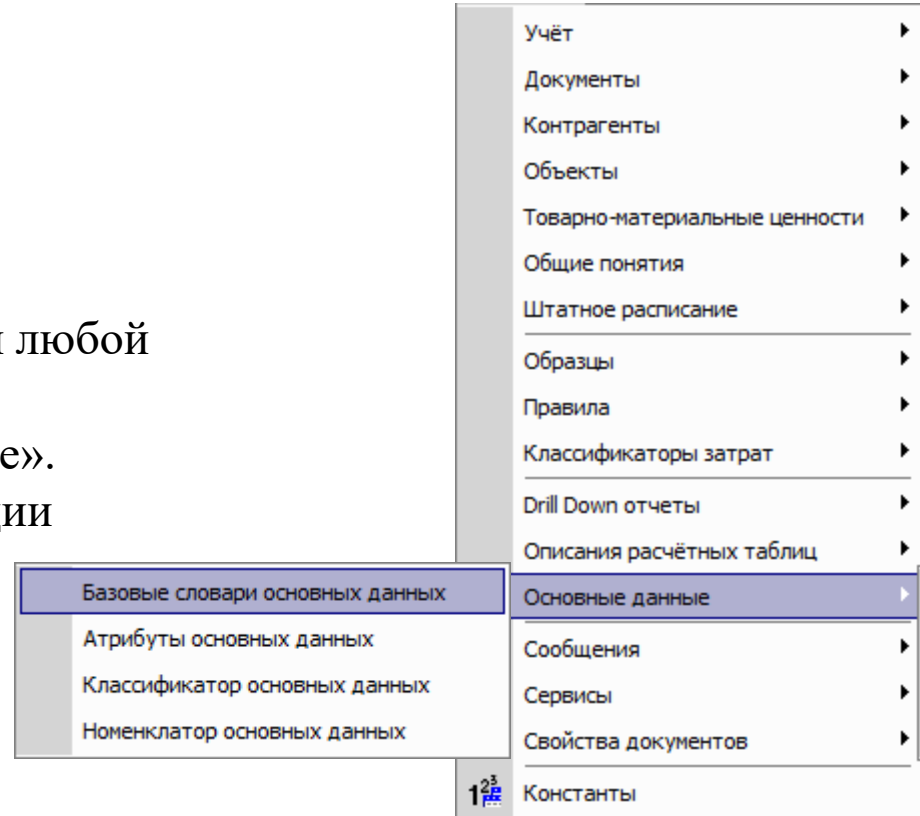 Учёт
Документы
Контрагенты
Объекты
Товарно-материальные ценности
Общие понятия
Штатное расписание
любой
Образцы
Правила
е».
Классификаторы затрат
ции
Drill Down отчеты
Описания расчётных таблиц
Базовые словари основных данных
Основные данные
Атрибуты основных данных
Сообщения
Классификатор основных данных
Сервисы
Номенклатор основных данных
Свойства документов
Константы